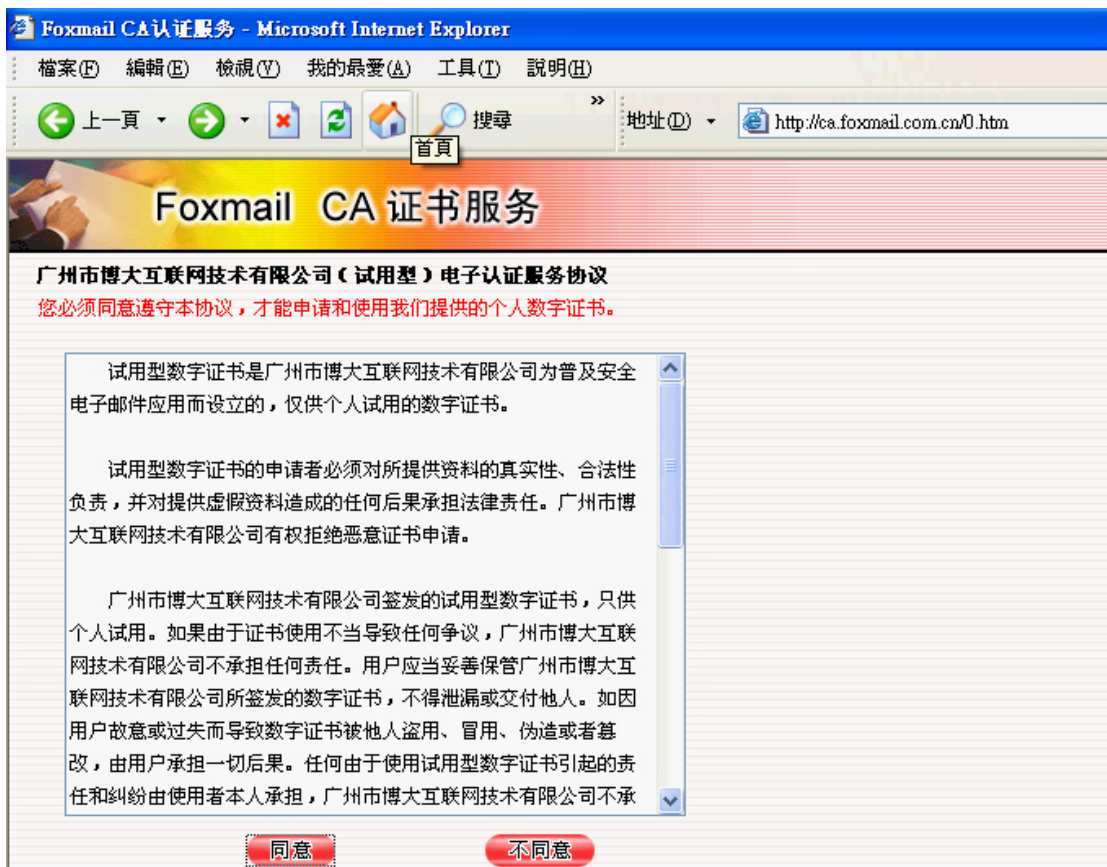 Foxmail CA认证服务 - Microsoft Internet Explorer
檔案(F) 編輯(E) 檢視(V) 我的最愛(A) 工具(T) 說明(H)
上一頁 搜尋 » 地址(D) http://ca.foxmail.com.cn/0.htm
首頁
Foxmail CA 证书服务
广州市博大互联网技术有限公司（试用型）电子认证服务协议
您必须同意遵守本协议，才能申请和使用我们提供的个人数字证书。
试用型数字证书是广州市博大互联网技术有限公司为普及安全
电子邮件应用而设立的，仅供个人试用的数字证书。
试用型数字证书的申请者必须对所提供资料的真实性、合法性
负责，并对提供虚假资料造成的任何后果承担法律责任。广州市博
大互联网技术有限公司有权拒绝恶意证书申请。
广州市博大互联网技术有限公司签发的试用型数字证书，只供
个人试用。如果由于证书使用不当导致任何争议，广州市博大互联
网技术有限公司不承担任何责任。用户应当妥善保管广州市博大互
联网技术有限公司所签发的数字证书，不得泄漏或交付他人。如因
用户故意或过失而导致数字证书被他人盗用、冒用、伪造或者篡
改，由用户承担一切后果。任何由于使用试用型数字证书引起的责
任和纠纷由使用者本人承担，广州市博大互联网技术有限公司不承
同意 不同意